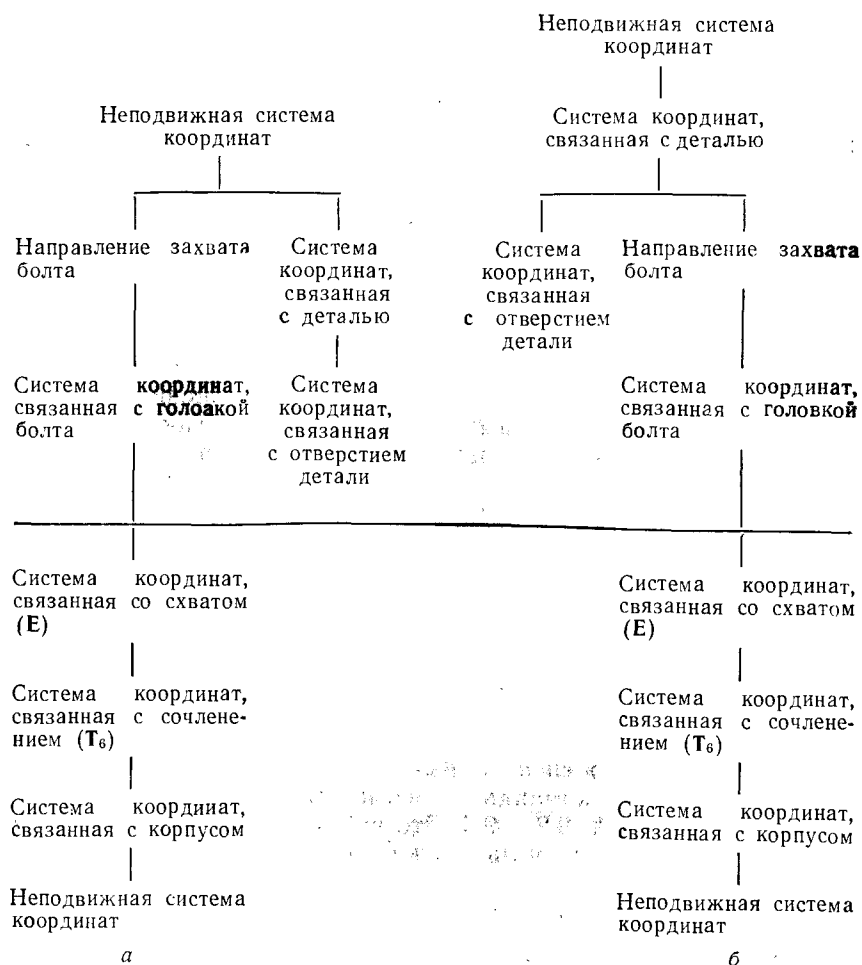 Неподвижная система
координат
Направление захвата
болта
Система
координат,
связанная
с деталью
Система координат,
связанная с головкой
болта
Система
координат,
связанная
с отверстием
детали
Система координат,
связанная со схватом
(E)
Система координат,
связанная с сочлене-
нием (T₆)
Система координат,
связанная с корпусом
Неподвижная система
координат
а
Неподвижная система
координат
Система координат,
связанная с деталью
Система
координат,
связанная
с отверстием
детали
Направление захвата
болта
Система координат,
связанная с головкой
болта
Система координат,
связанная со схватом
(E)
Система координат,
связанная с сочлене-
нием (T₆)
Система координат,
связанная с корпусом
Неподвижная система
координат
б